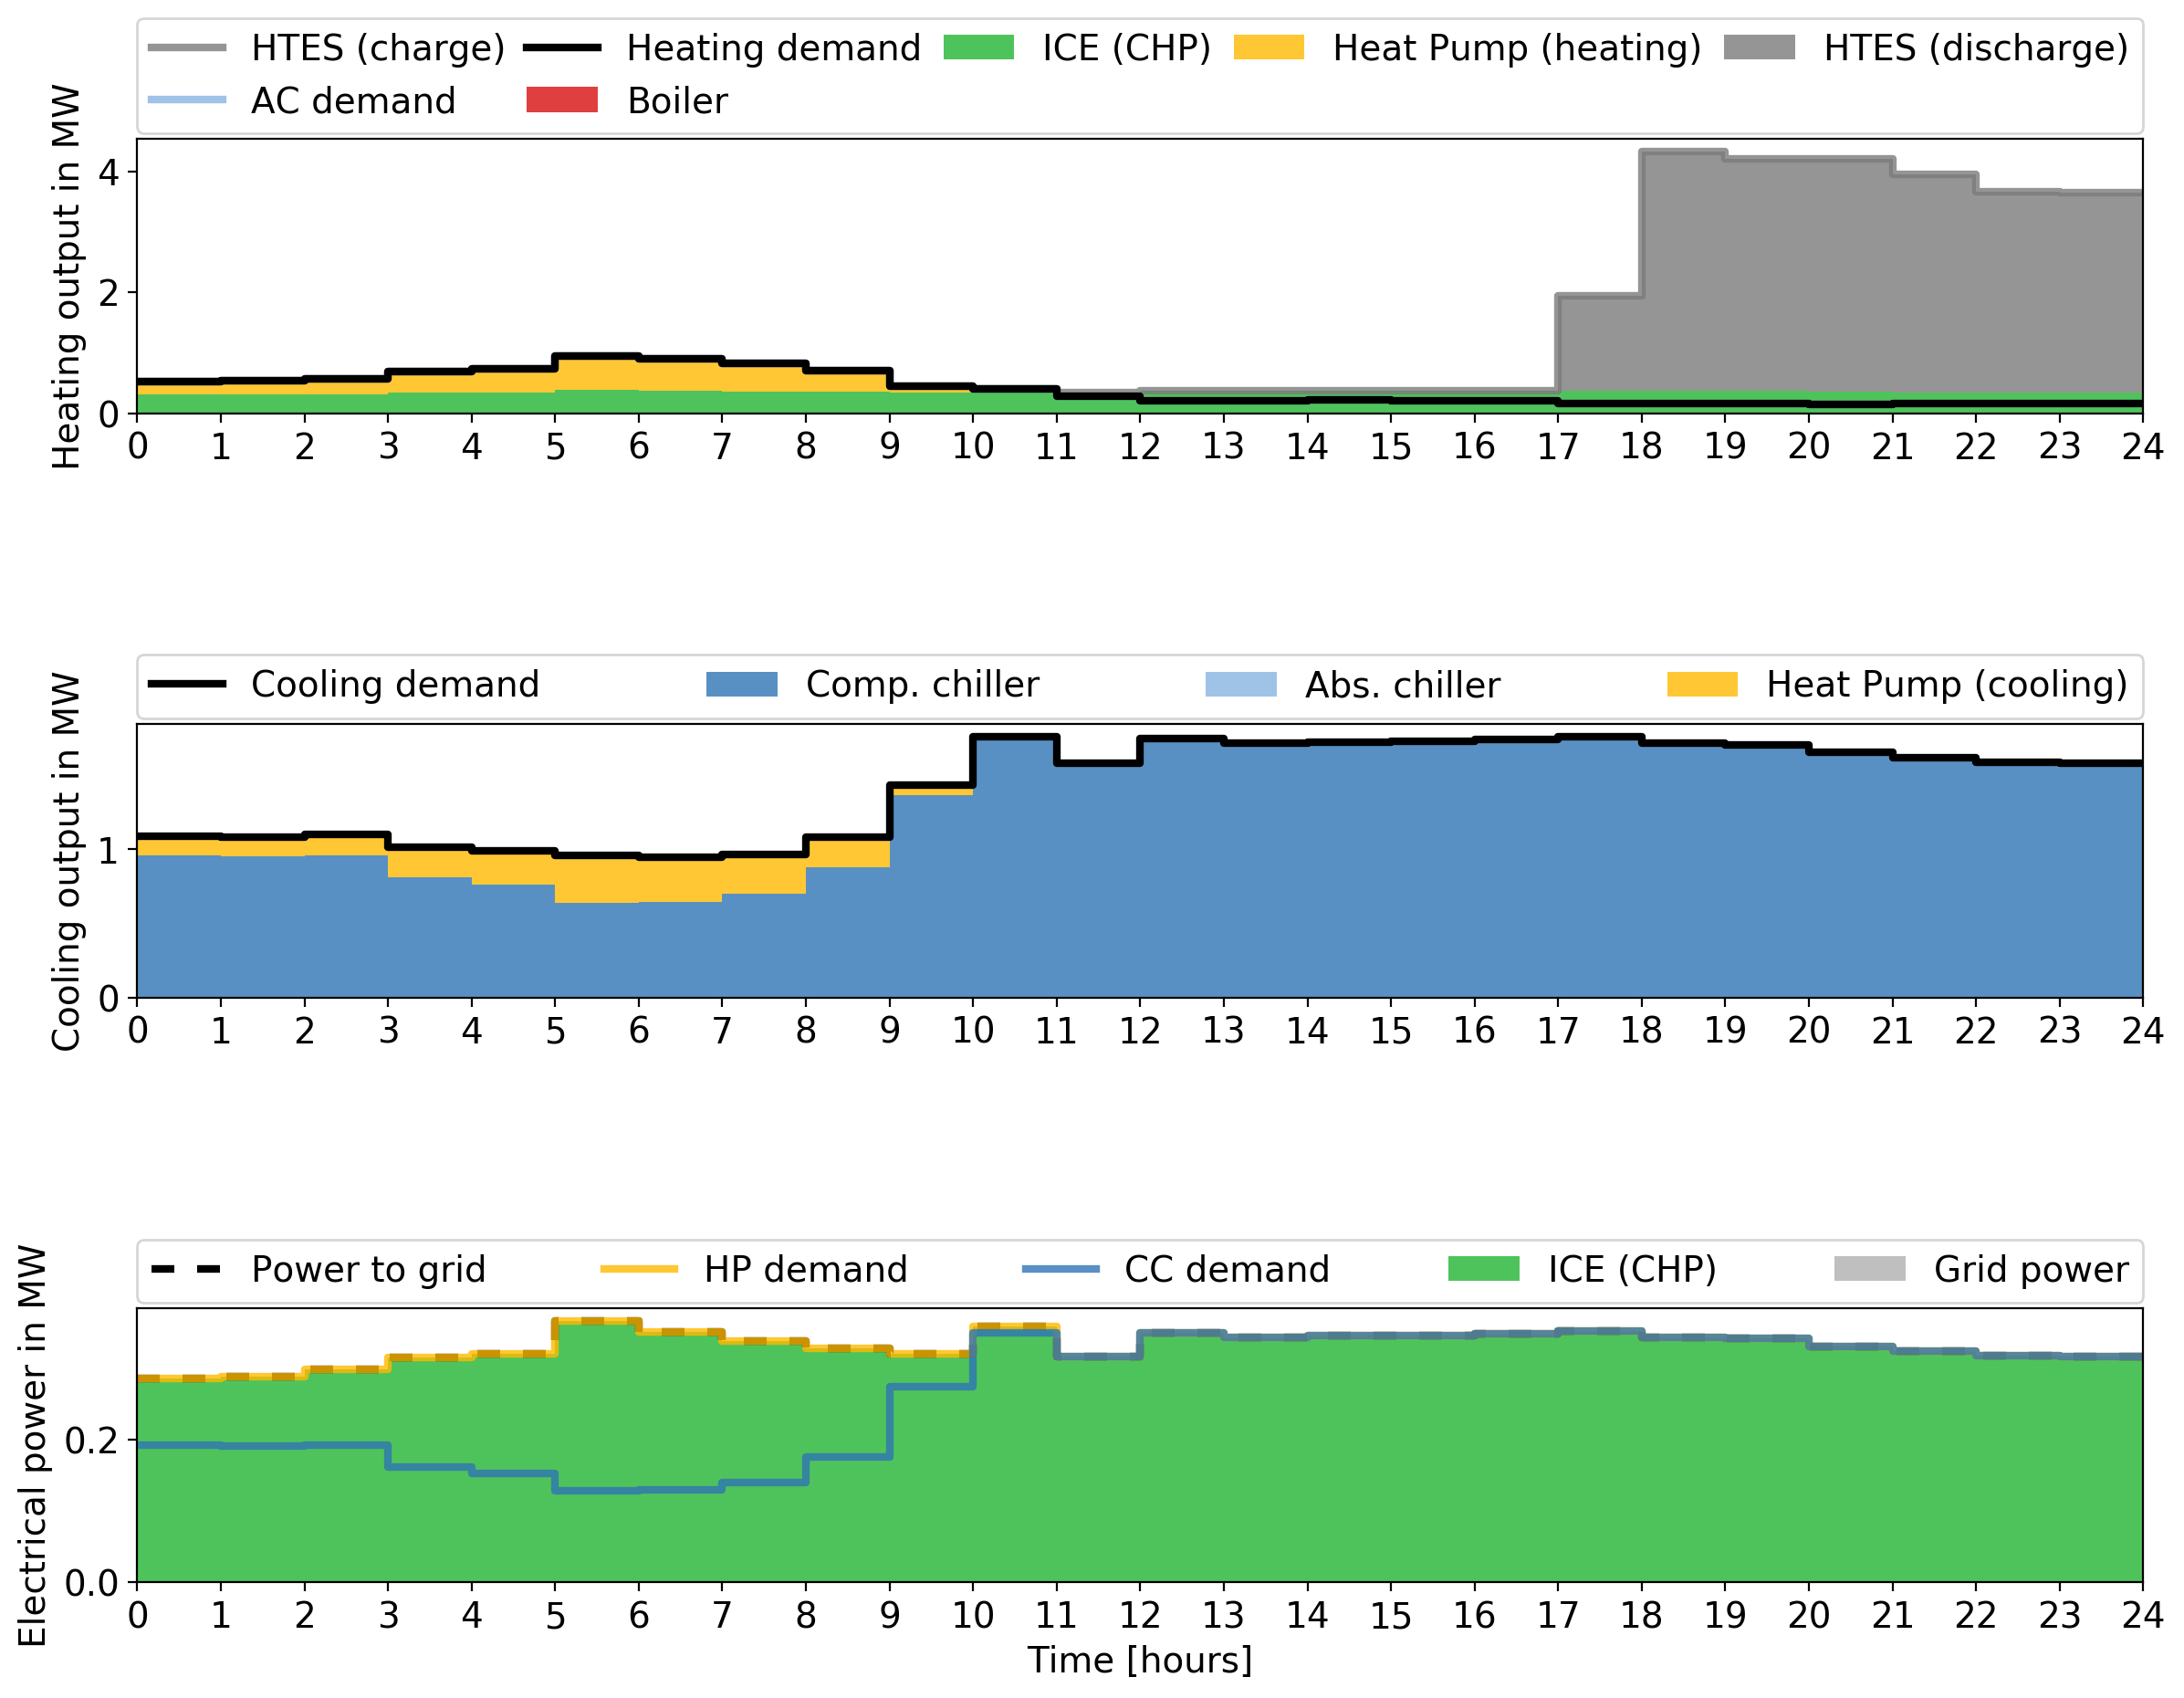 HTES (charge) Heating demand ICE (CHP) Heat Pump (heating) HTES (discharge)
AC demand Boiler
Heating output in MW
4
2
0
0 1 2 3 4 5 6 7 8 9 10 11 12 13 14 15 16 17 18 19 20 21 22 23 24
Cooling demand Comp. chiller Abs. chiller Heat Pump (cooling)
Cooling output in MW
1
0
0 1 2 3 4 5 6 7 8 9 10 11 12 13 14 15 16 17 18 19 20 21 22 23 24
Power to grid HP demand CC demand ICE (CHP) Grid power
Electrical power in MW
0.2
0.0
0 1 2 3 4 5 6 7 8 9 10 11 12 13 14 15 16 17 18 19 20 21 22 23 24
Time [hours]